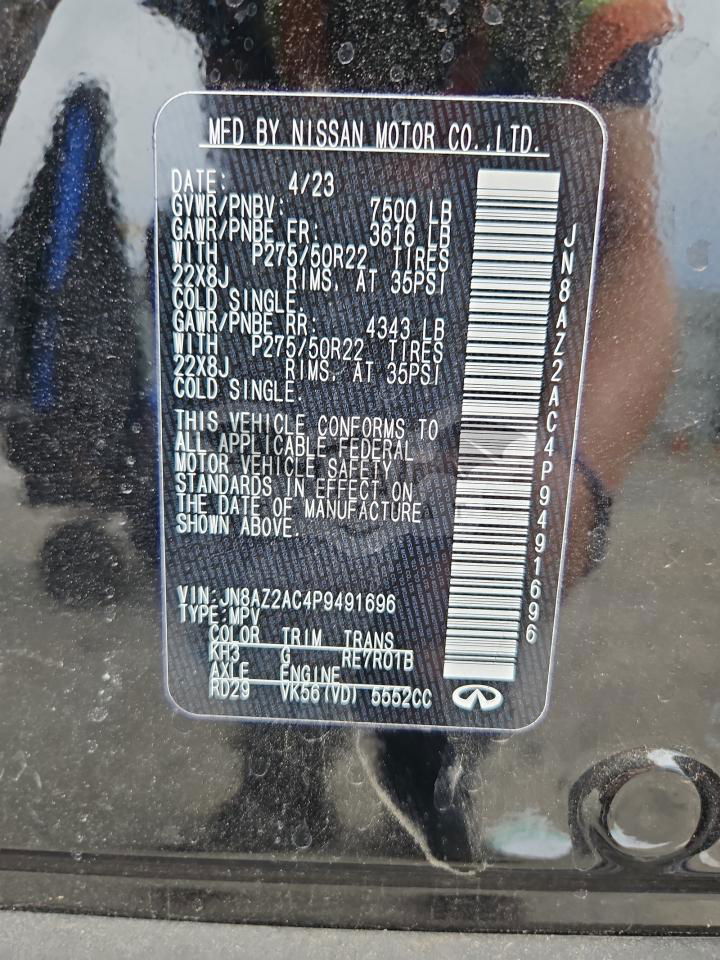 MFD BY NISSAN MOTOR CO.,LTD.
DATE: 4/23
GVWR/PNBV: 7500 LB
GAWR/PNBE FR: 3616 LB
WITH P275/50R22 TIRES
22X8J RIMS, AT 35PSI
COLD SINGLE.
GAWR/PNBE RR: 4343 LB
WITH P275/50R22 TIRES
22X8J RIMS, AT 35PSI
COLD SINGLE.
THIS VEHICLE CONFORMS TO
ALL APPLICABLE FEDERAL
MOTOR VEHICLE SAFETY
STANDARDS IN EFFECT ON
THE DATE OF MANUFACTURE
SHOWN ABOVE.
VIN:JN8AZ2AC4P9491696
TYPE:MPV
COLOR TRIM TRANS
KH3 G RE7R01B
AXLE ENGINE
RD29 VK56(VD) 5552CC
JN8AZ2AC4P9491696